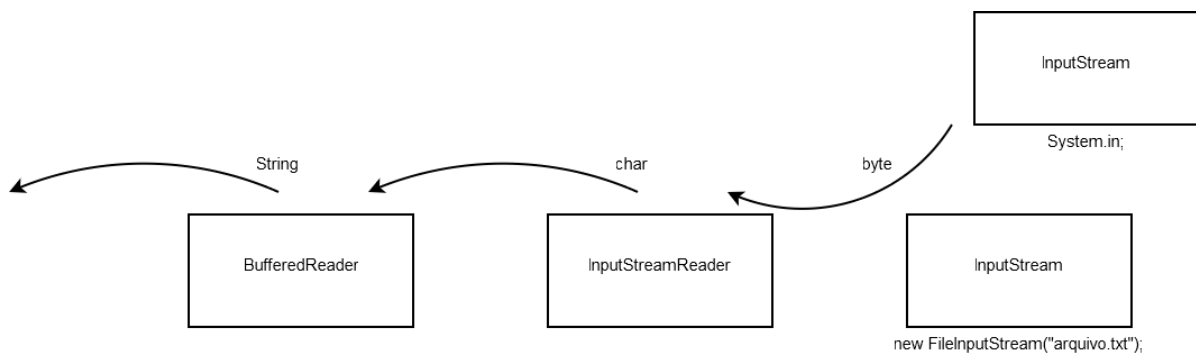 InputStream
System.in;
String
char
byte
BufferedReader
InputStreamReader
InputStream
new FileInputStream("arquivo.txt");